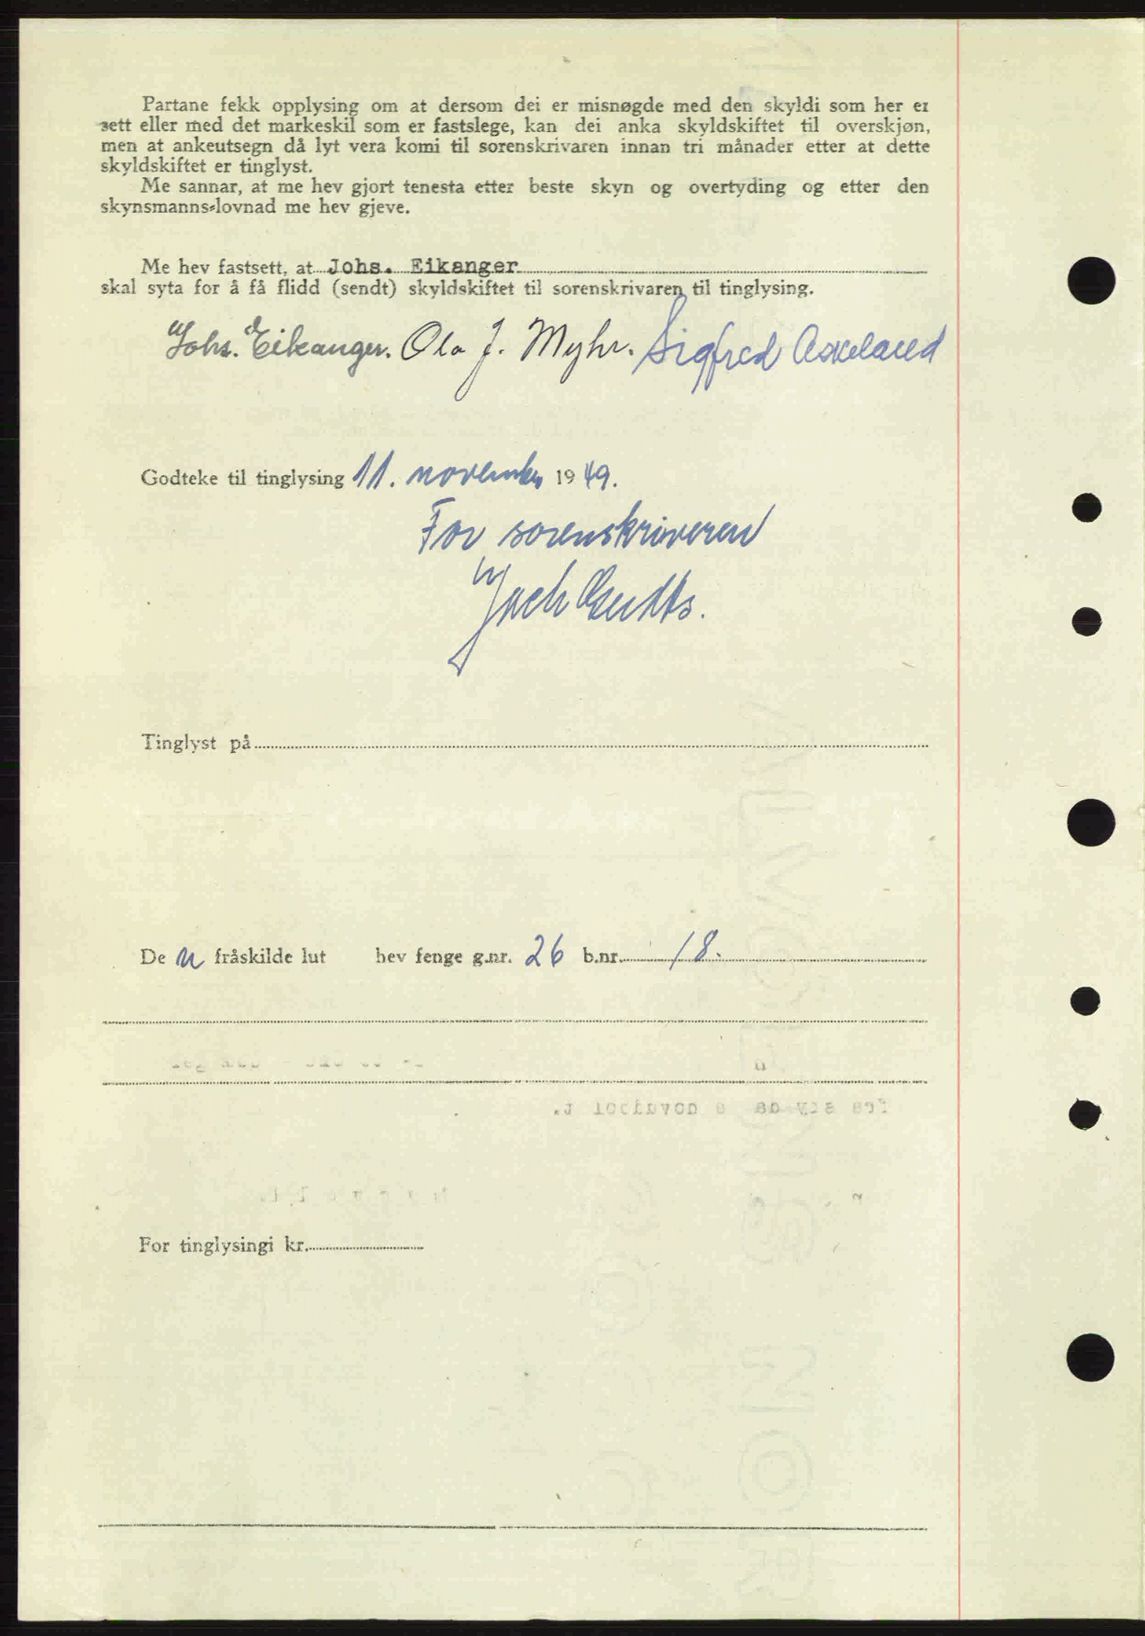 Partane fekk opplysing om at dersom dei er misnøgde med den skyldi som her er
sett eller med det markeskil som er fastslege, kan dei anka skyldskiftet til overskjøn,
men at ankeutsegn då lyt vera komi til sorenskrivaren innan tri månader etter at dette
skyldskiftet er tinglyst.
Me sannar, at me hev gjort tenesta etter beste skyn og overtyding og etter den
skynsmanns-lovnad me hev gjeve.
Me hev fastsett, at Johs. Eikanger
skal syta for å få flidd (sendt) skyldskiftet til sorenskrivaren til tinglysing.
Johs. Eikanger. Ola J. Myhr. Sigfred
Godteke til tinglysing 11. november 1949.
For sorenskriveren
Tinglyst på
De n fråskilde lut hev fenge g.nr. 26 b.nr. 18.
For tinglysingi kr.